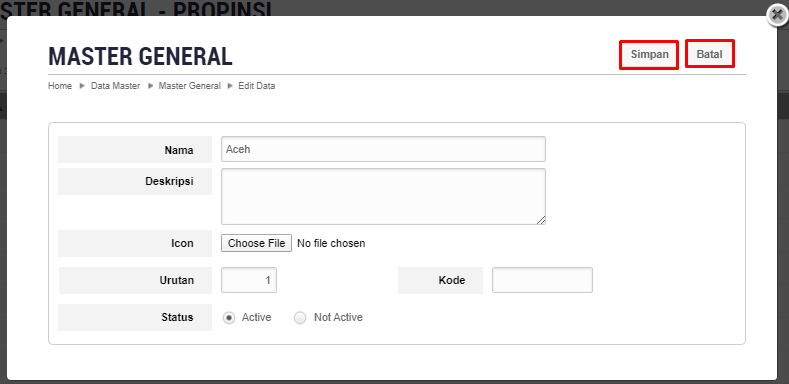 STER GENERAL - PROPINSI
MASTER GENERAL
Simpan
Batal
Home
Data Master
Master General
Edit Data
Nama
Aceh
Deskripsi
Icon
Choose File
No file chosen
Urutan
1
Kode
Status
Active
Not Active